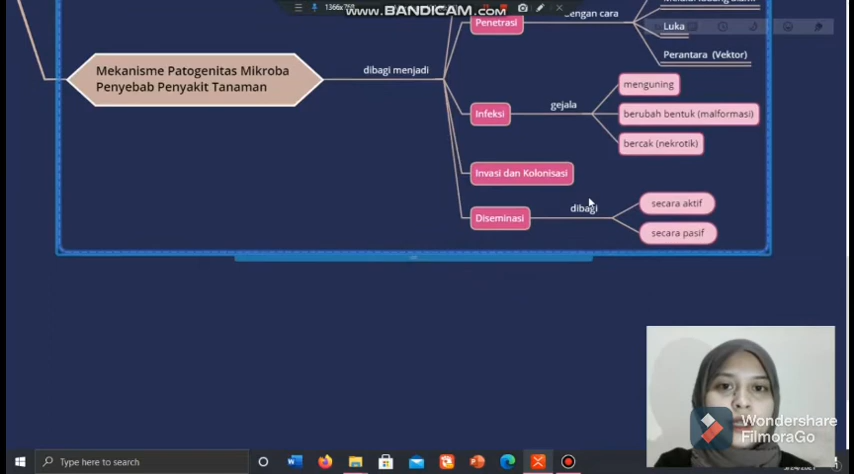 1366x768
www.BANDICAM.com
Penetrasi
dengan cara
Luka
Perantara (Vektor)
Mekanisme Patogenitas Mikroba
Penyebab Penyakit Tanaman
dibagi menjadi
Infeksi
gejala
menguning
berubah bentuk (malformasi)
bercak (nekrotik)
Invasi dan Kolonisasi
Diseminasi
dibagi
secara aktif
secara pasif
Wondershare
FilmoraGo
Type here to search